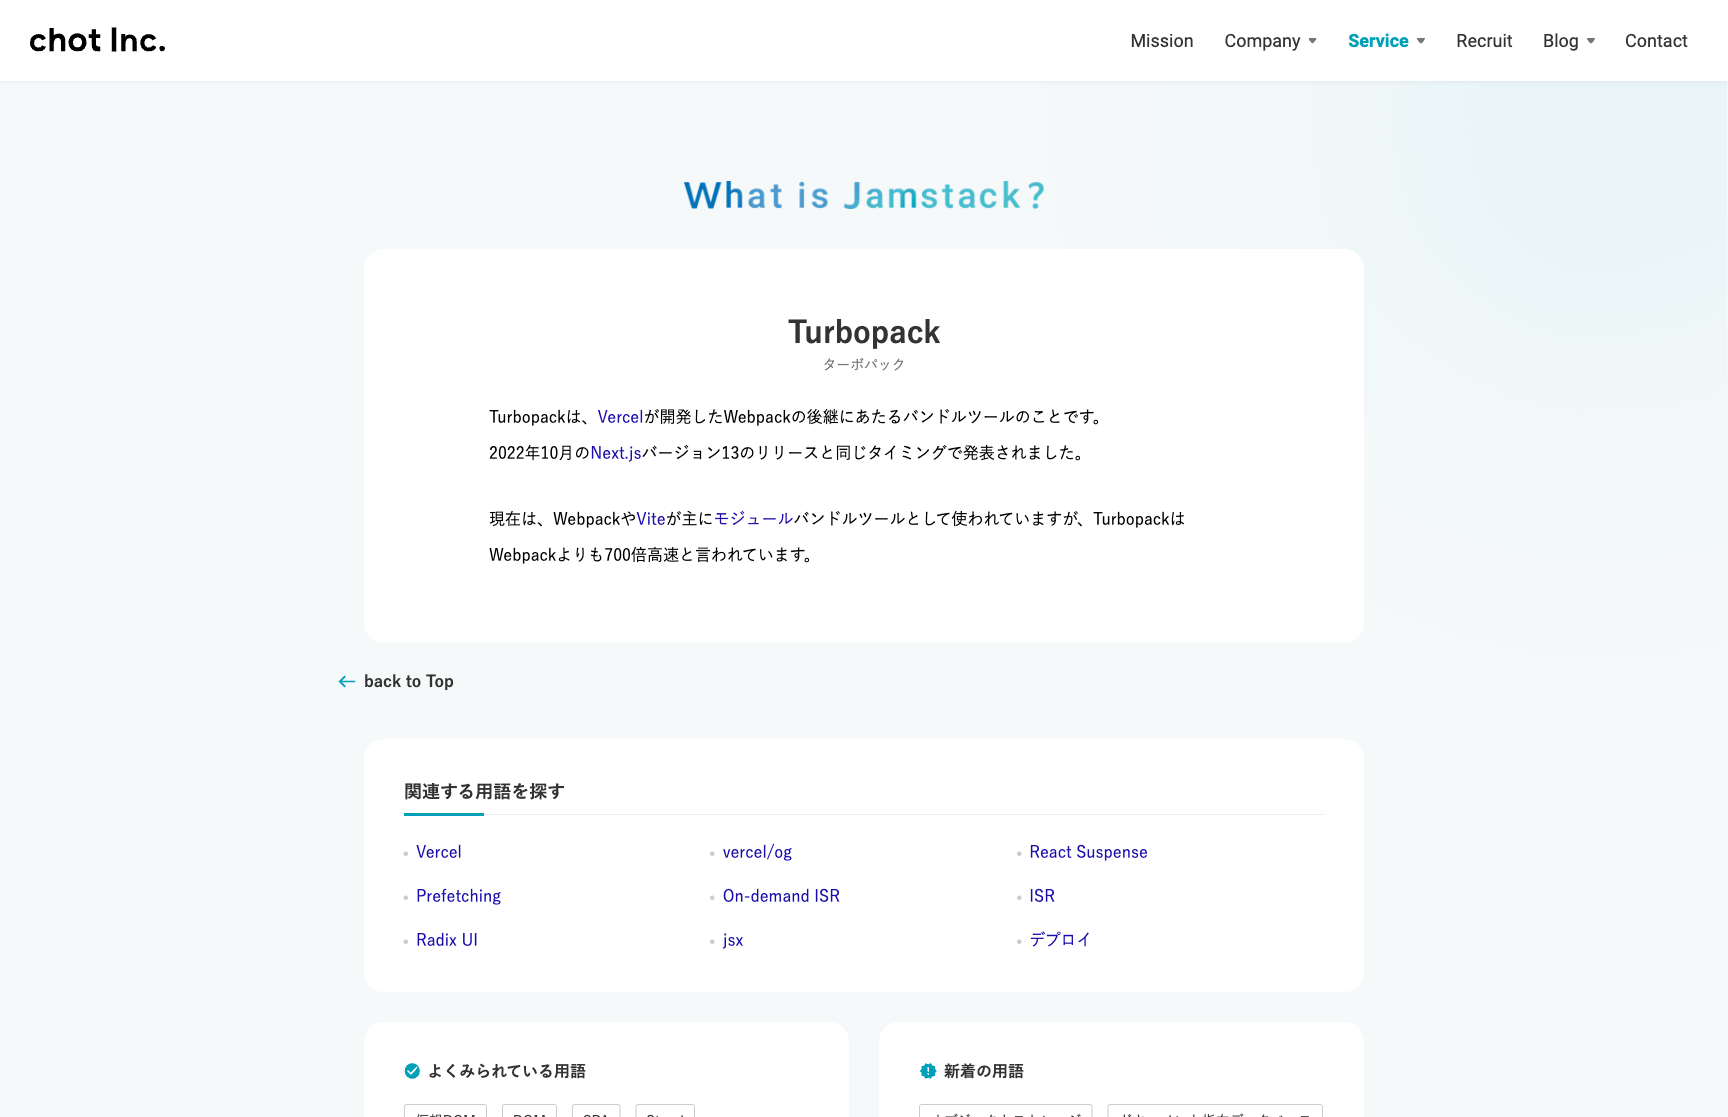 chot Inc.
Mission Company Service Recruit Blog Contact
What is Jamstack?
Turbopack
ターボパック
Turbopackは、Vercelが開発したWebpackの後継にあたるバンドルツールのことです。
2022年10月のNext.jsバージョン13のリリースと同じタイミングで発表されました。
現在は、WebpackやViteが主にモジュールバンドルツールとして使われていますが、Turbopackは
Webpackよりも700倍高速と言われています。
back to Top
関連する用語を探す
Vercel vercel/og React Suspense
Prefetching On-demand ISR ISR
Radix UI jsx デプロイ
よくみられている用語
新着の用語